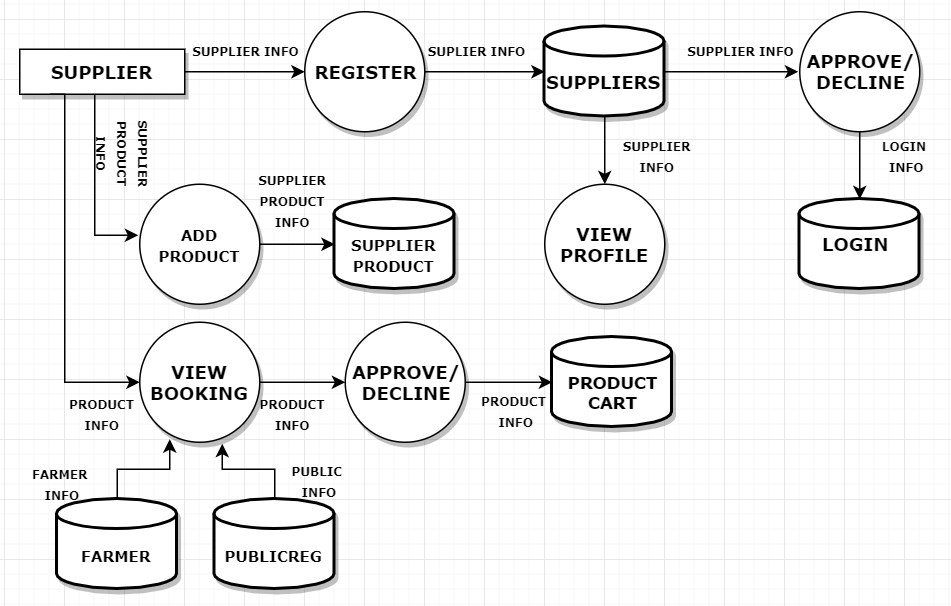 SUPPLIER
SUPPLIER INFO
REGISTER
SUPLIER INFO
SUPPLIERS
SUPPLIER INFO
APPROVE/
DECLINE
SUPPLIER
PRODUCT
INFO
SUPPLIER
INFO
LOGIN
INFO
ADD
PRODUCT
SUPPLIER
PRODUCT
INFO
SUPPLIER
PRODUCT
VIEW
PROFILE
LOGIN
VIEW
BOOKING
APPROVE/
DECLINE
PRODUCT
CART
PRODUCT
INFO
PRODUCT
INFO
PRODUCT
INFO
FARMER
INFO
PUBLIC
INFO
FARMER
PUBLICREG